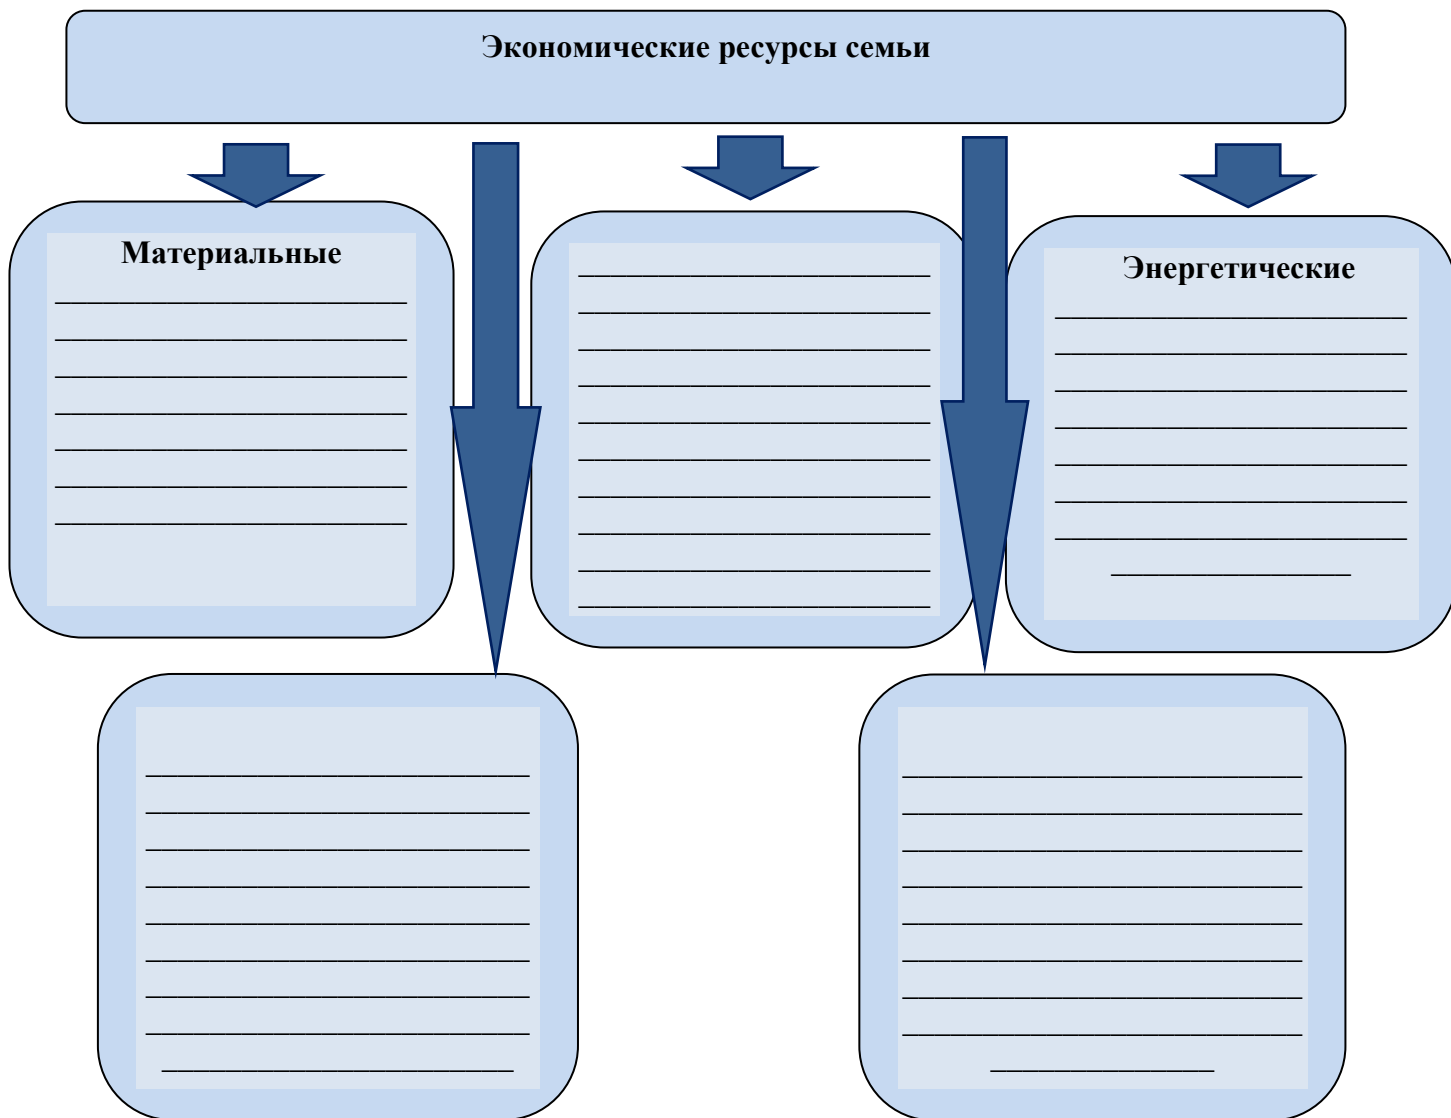 Экономические ресурсы семьи
Материальные
Энергетические